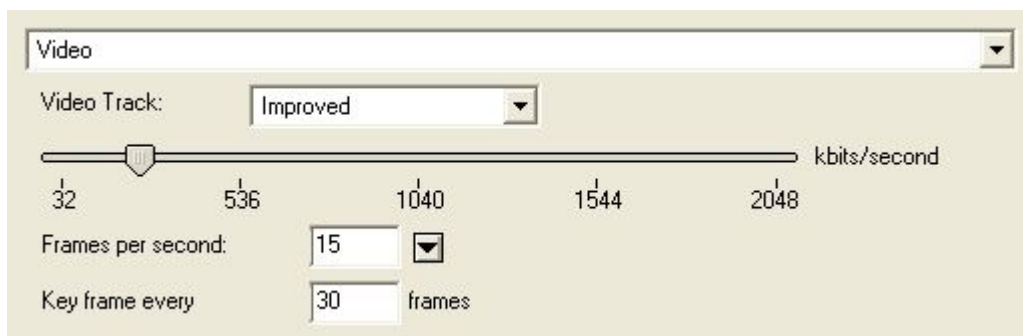 Video
Video Track: Improved
kbits/second
32 536 1040 1544 2048
Frames per second: 15
Key frame every 30 frames